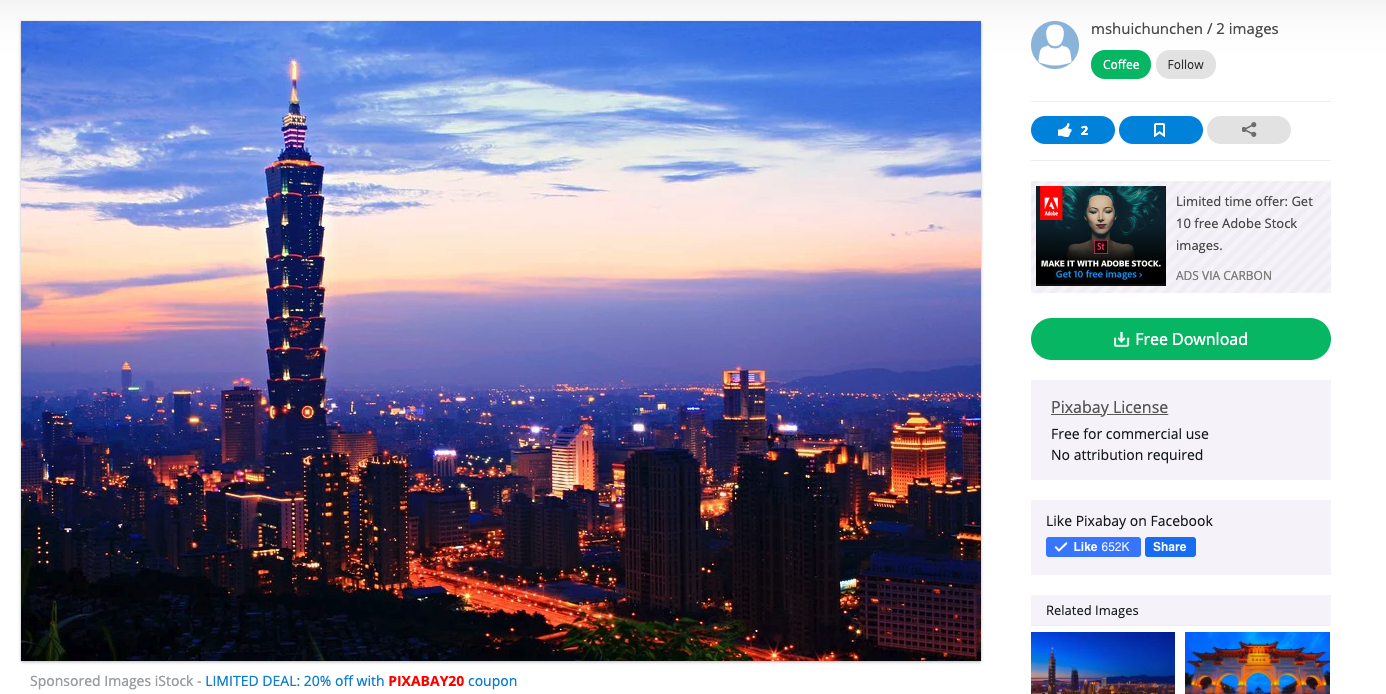 mshuichunchen / 2 images
Coffee
Follow
2
Adobe
St
MAKE IT WITH ADOBE STOCK.
Get 10 free images ›
Limited time offer: Get
10 free Adobe Stock
images.
ADS VIA CARBON
Free Download
Pixabay License
Free for commercial use
No attribution required
Like Pixabay on Facebook
Like 652K
Share
Related Images
Sponsored Images iStock - LIMITED DEAL: 20% off with PIXABAY20 coupon